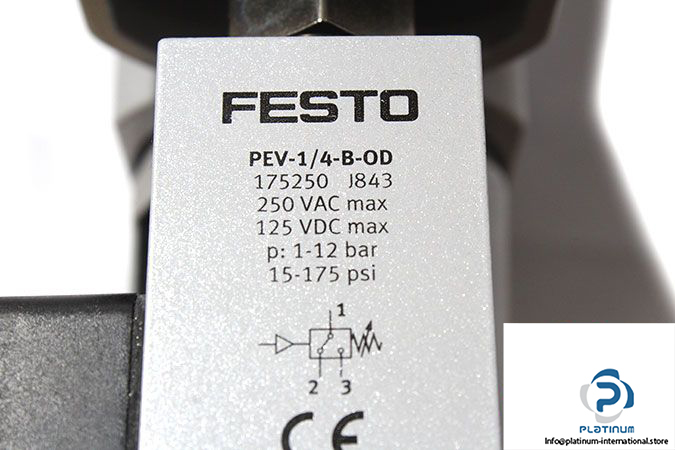 FESTO
PEV-1/4-B-OD
175250 J843
250 VAC max
125 VDC max
p: 1-12 bar
15-175 psi
1
2 3
CE
PLATINUM
Info@platinum-international.store